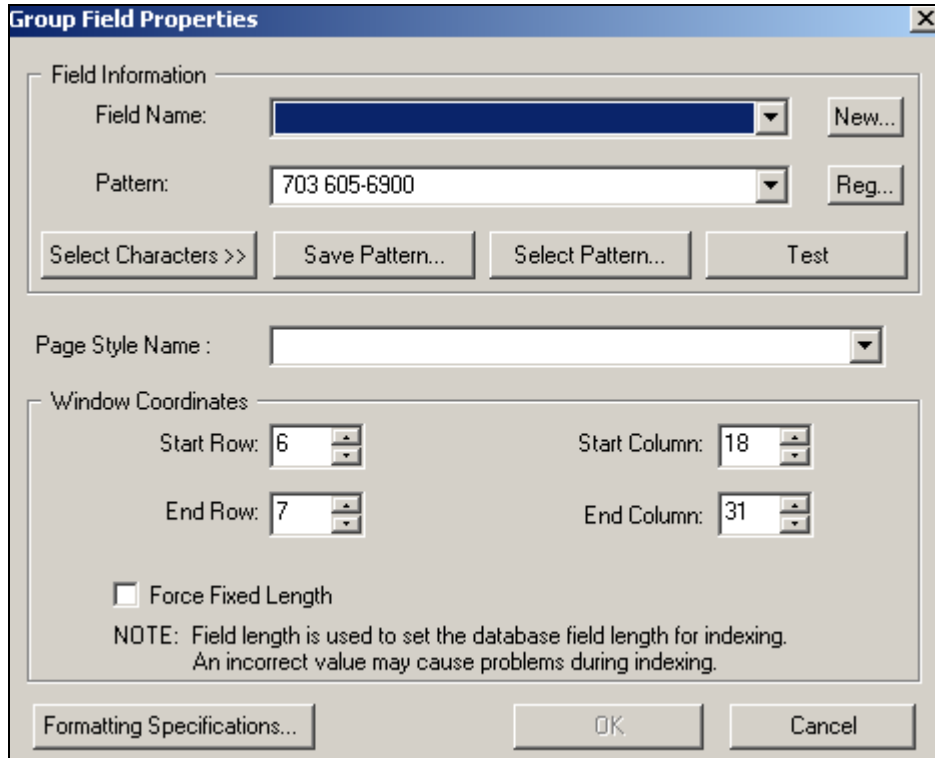 Group Field Properties
Field Information
Field Name: New...
Pattern: 703 605-6900 Reg...
Select Characters >> Save Pattern... Select Pattern... Test
Page Style Name :
Window Coordinates
Start Row: 6 Start Column: 18
End Row: 7 End Column: 31
Force Fixed Length
NOTE: Field length is used to set the database field length for indexing.
An incorrect value may cause problems during indexing.
Formatting Specifications... OK Cancel